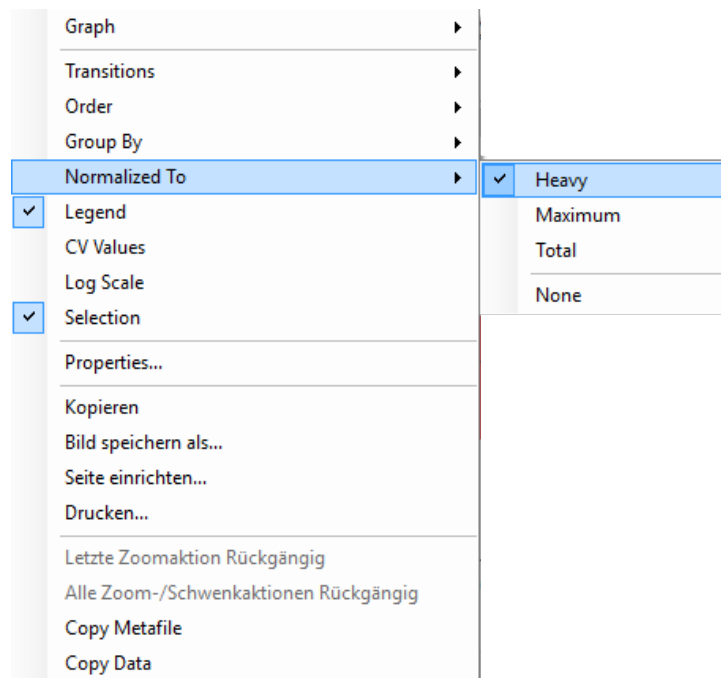 Graph
Transitions
Order
Group By
Normalized To
Legend
CV Values
Log Scale
Selection
Properties...
Kopieren
Bild speichern als...
Seite einrichten...
Drucken...
Letzte Zoomaktion Rückgängig
Alle Zoom-/Schwenkaktionen Rückgängig
Copy Metafile
Copy Data
Heavy
Maximum
Total
None